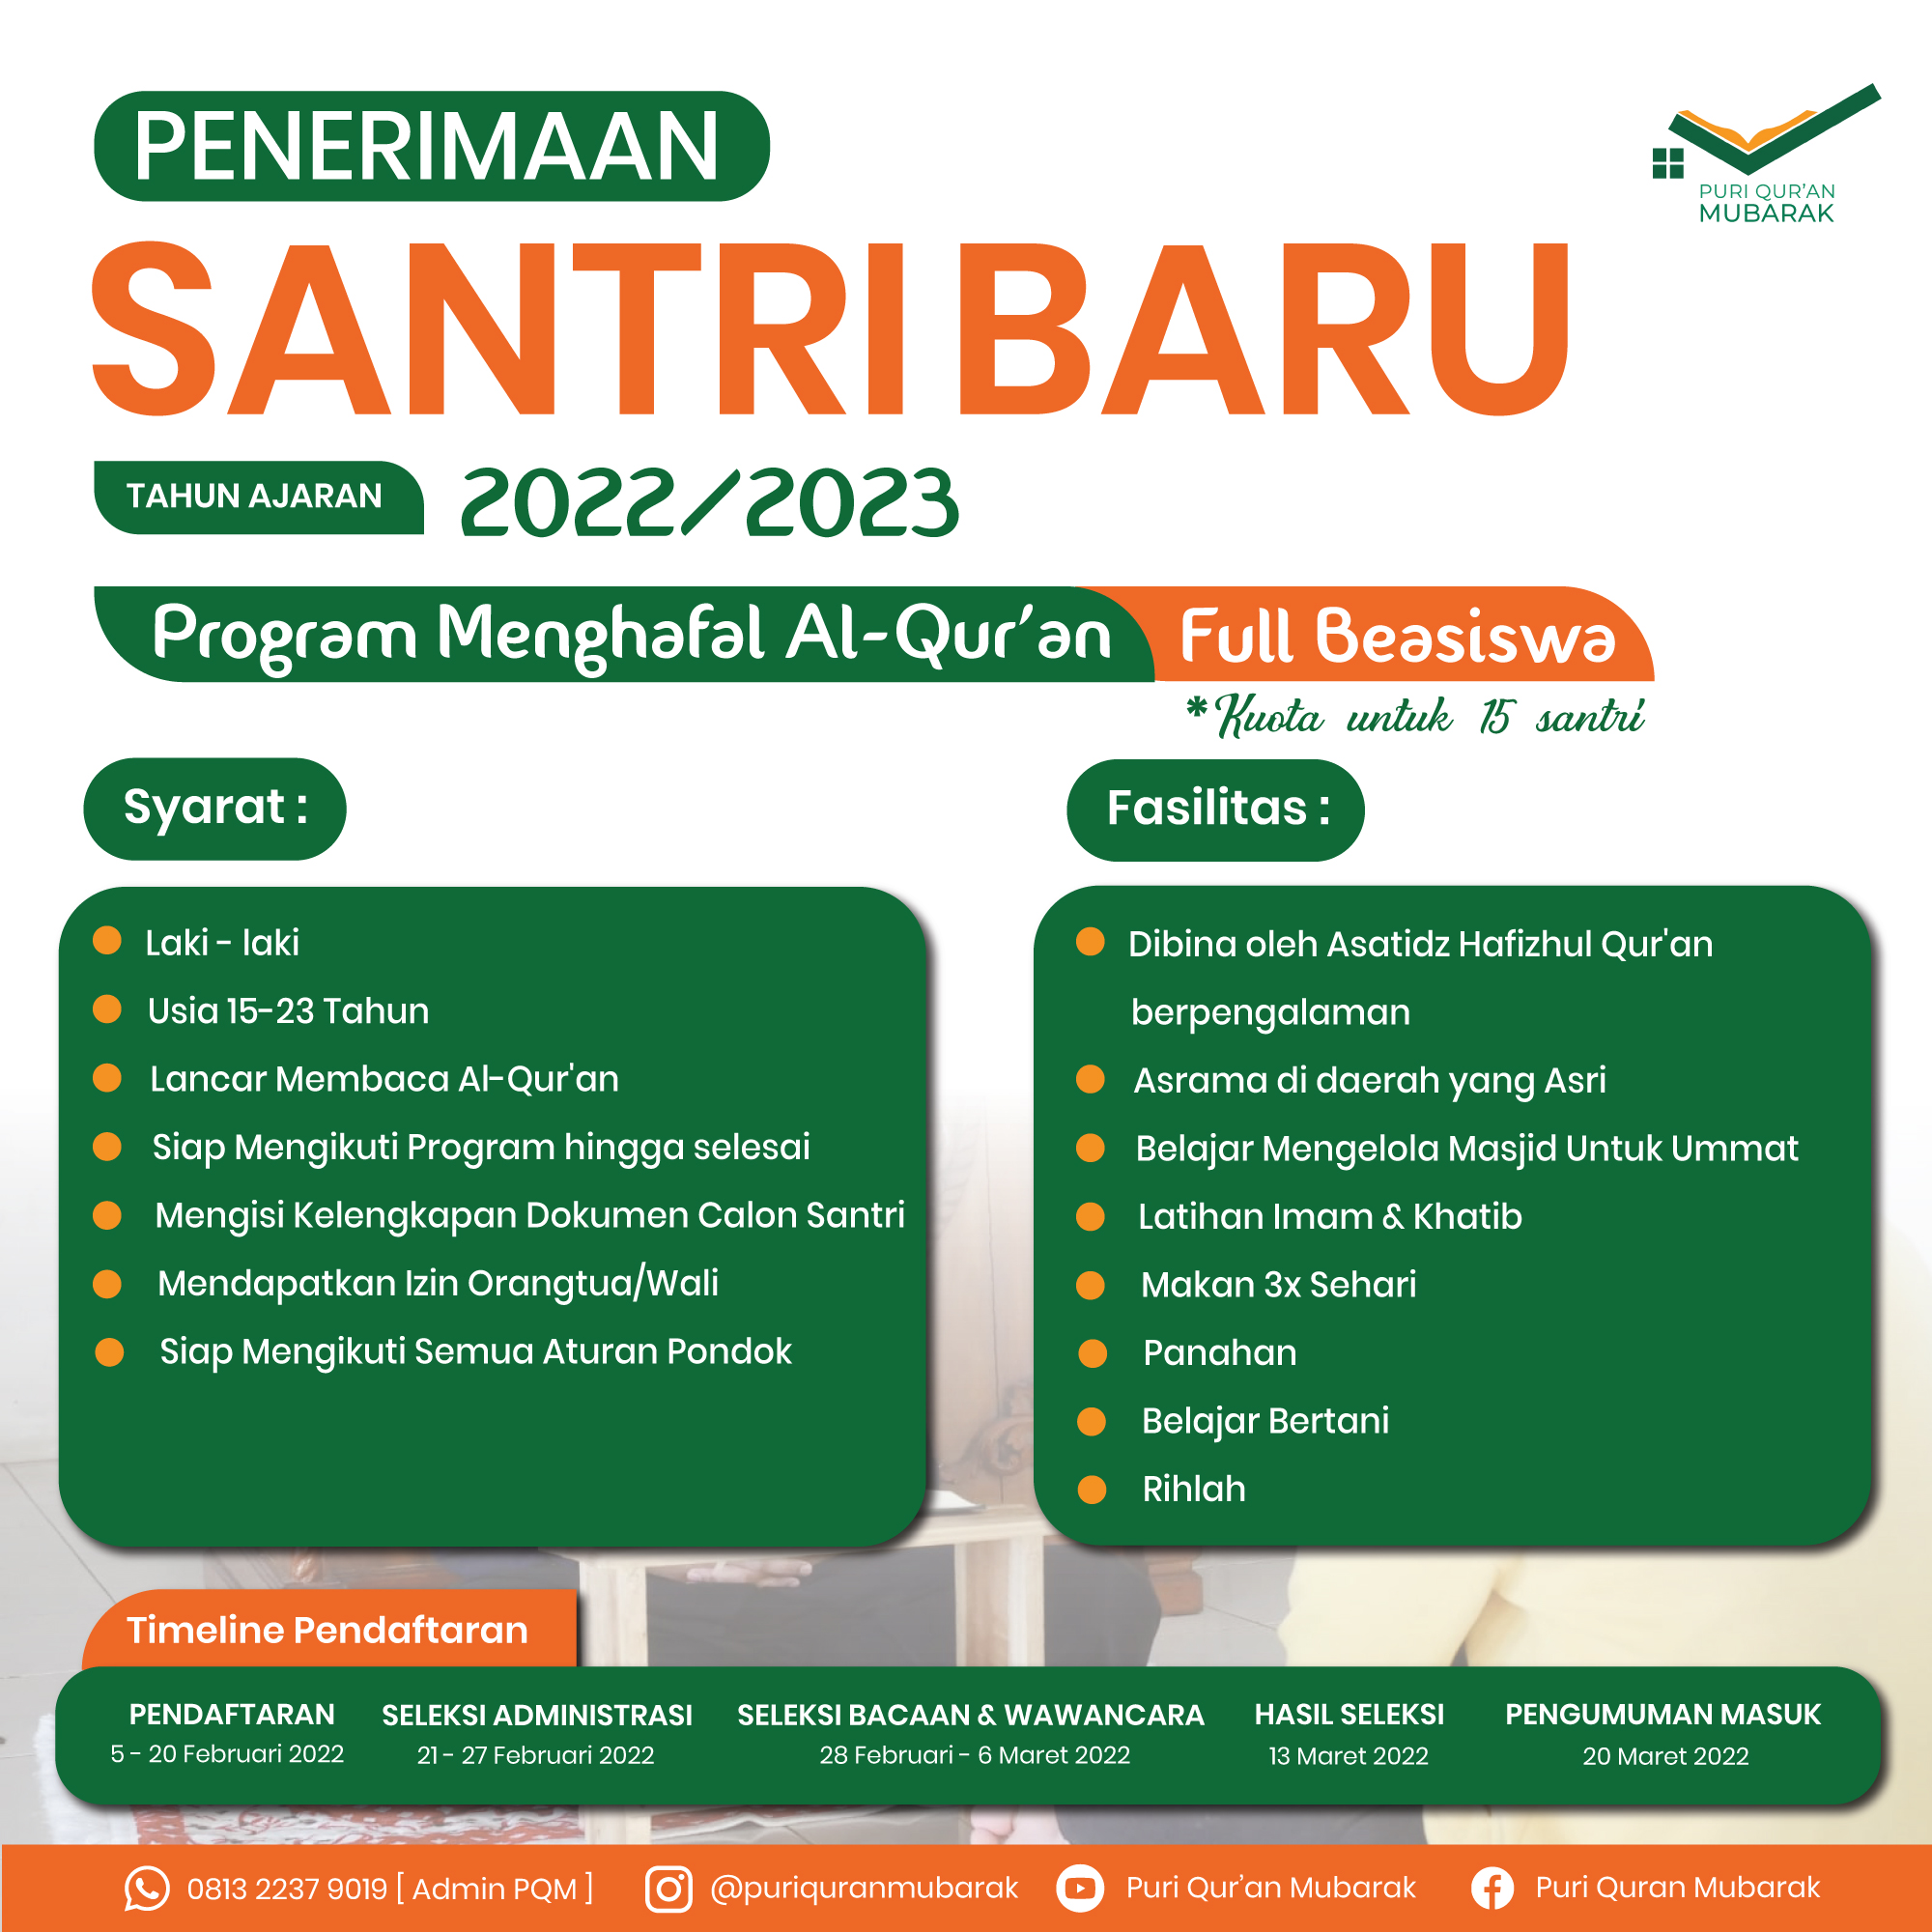 PENERIMAAN
PURI QUR'AN
MUBARAK
SANTRI BARU
TAHUN AJARAN 2022/2023
Program Menghafal Al-Qur'an Full Beasiswa
*Kuota untuk 15 santri
Syarat :
Laki - laki
Usia 15-23 Tahun
Lancar Membaca Al-Qur'an
Siap Mengikuti Program hingga selesai
Mengisi Kelengkapan Dokumen Calon Santri
Mendapatkan Izin Orangtua/Wali
Siap Mengikuti Semua Aturan Pondok
Fasilitas :
Dibina oleh Asatidz Hafizhul Qur'an
berpengalaman
Asrama di daerah yang Asri
Belajar Mengelola Masjid Untuk Ummat
Latihan Imam & Khatib
Makan 3x Sehari
Panahan
Belajar Bertani
Rihlah
Timeline Pendaftaran
PENDAFTARAN
5 - 20 Februari 2022
SELEKSI ADMINISTRASI
21 - 27 Februari 2022
SELEKSI BACAAN & WAWANCARA
28 Februari - 6 Maret 2022
HASIL SELEKSI
13 Maret 2022
PENGUMUMAN MASUK
20 Maret 2022
0813 2237 9019 [ Admin PQM ]
@puriquranmubarak
Puri Qur'an Mubarak
Puri Quran Mubarak